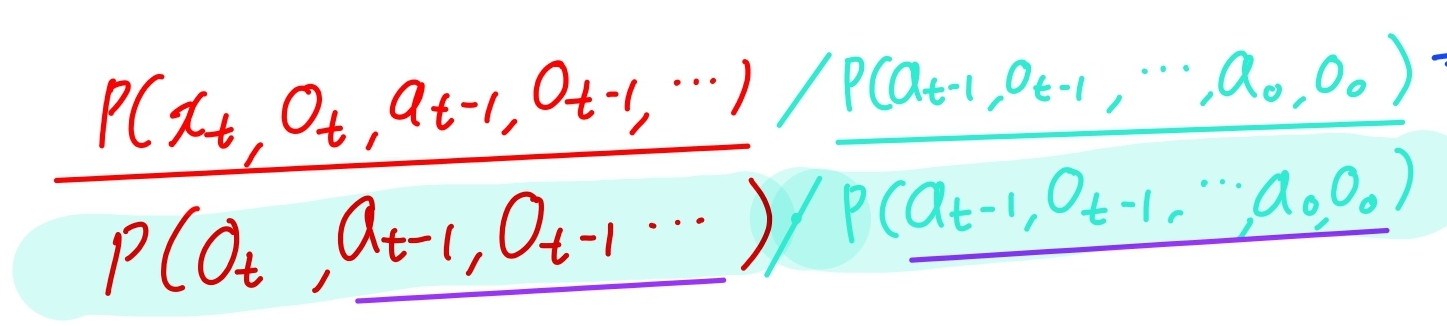 P(x_t, o_t, a_{t-1}, o_{t-1}, ...) / P(a_{t-1}, o_{t-1}, ..., a_0, o_0)
P(o_t, a_{t-1}, o_{t-1} ...) / P(a_{t-1}, o_{t-1}, ... a_0, o_0)